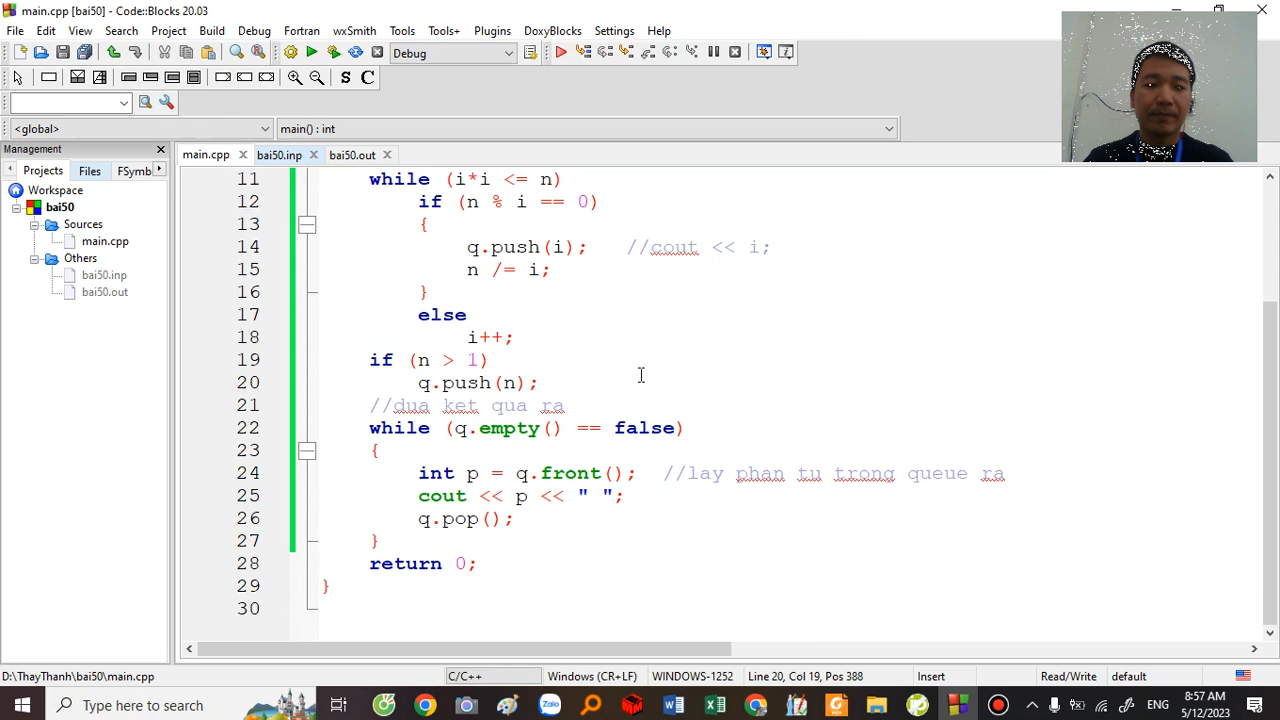 main.cpp [bai50] - Code::Blocks 20.03
File Edit View Search Project Build Debug Fortran wxSmith Tools Tools+ Plugins DoxyBlocks Settings Help
Debug
S C
<global> main() : int
Management
main.cpp bai50.inp bai50.out
Projects Files FSymb
Workspace
bai50
Sources
main.cpp
Others
bai50.inp
bai50.out
11 while (i*i <= n)
12 if (n % i == 0)
13 {
14 q.push(i); //cout << i;
15 n /= i;
16 }
17 else
18 i++;
19 if (n > 1)
20 q.push(n);
21 //dua ket qua ra
22 while (q.empty() == false)
23 {
24 int p = q.front(); //lay phan tu trong queue ra
25 cout << p << " ";
26 q.pop();
27 }
28 return 0;
29 }
30
D:\ThayThanh\bai50\main.cpp C/C++ Windows (CR+LF) WINDOWS-1252 Line 20, Col 19, Pos 388 Insert Read/Write default
Type here to search
Zalo
ENG
8:57 AM
5/12/2023